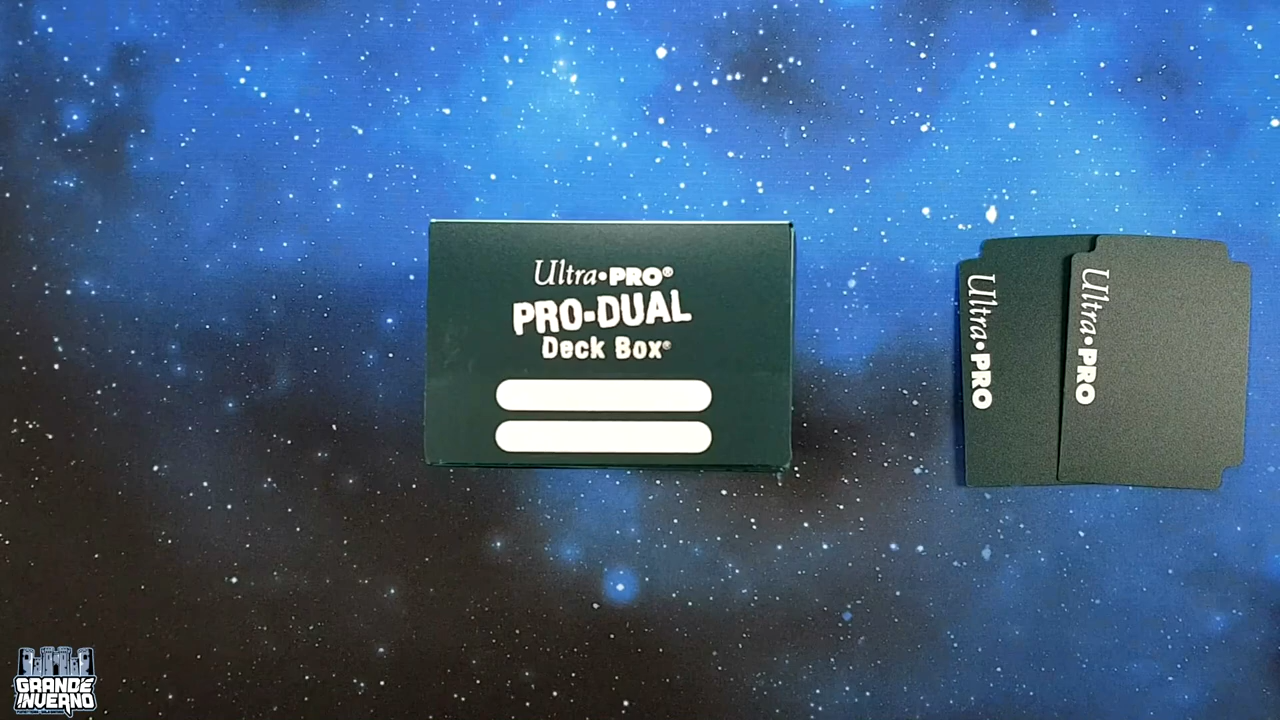 Ultra•PRO®
PRO-DUAL
Deck Box®
Ultra•PRO
Ultra•PRO
GRANDE
INVERNO